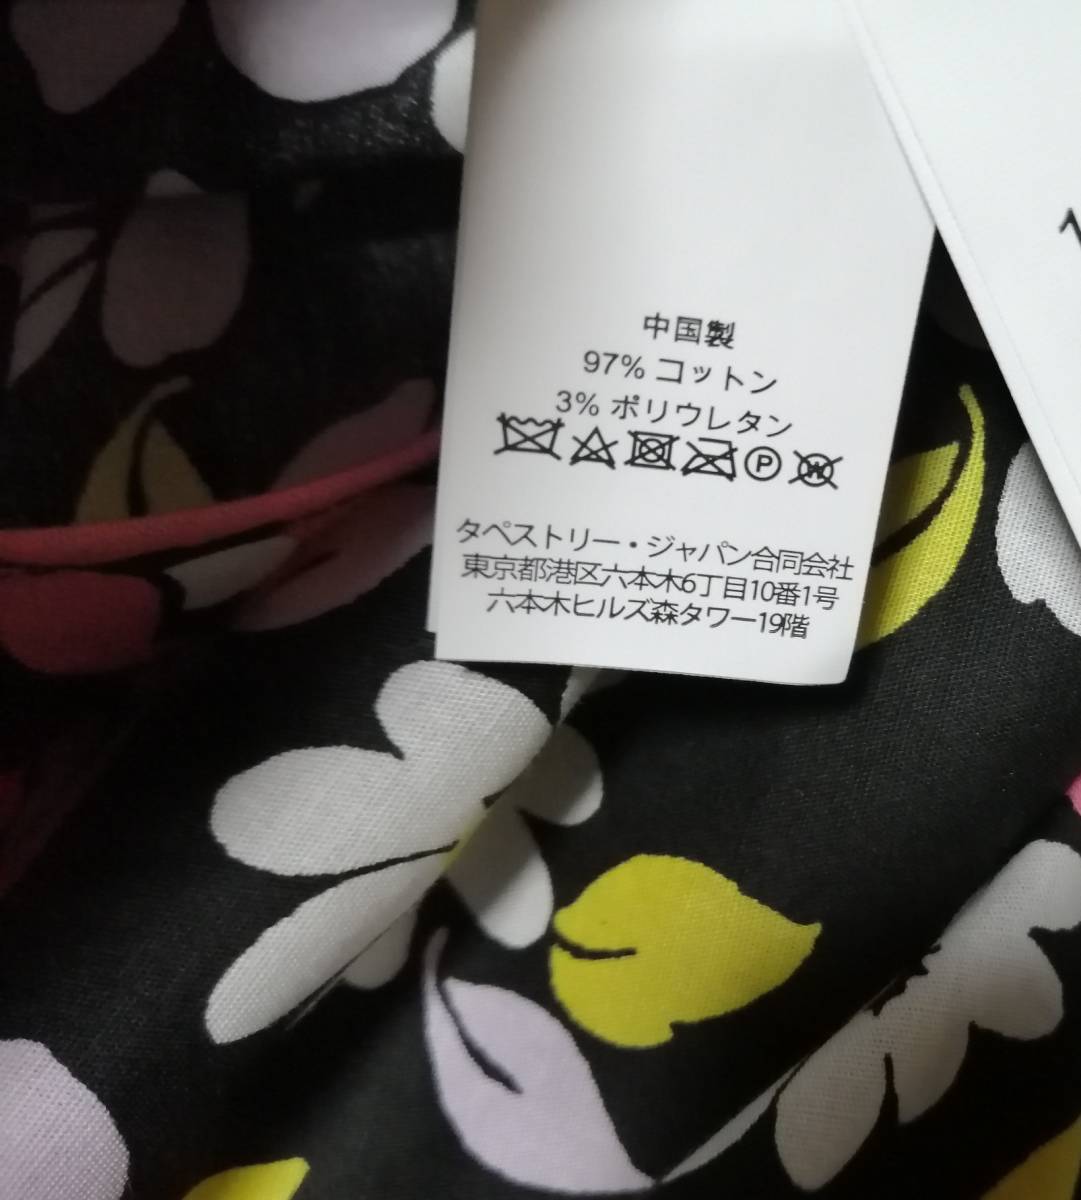 中国製
97% コットン
3% ポリウレタン
P W
タペストリー・ジャパン合同会社
東京都港区六本木6丁目10番1号
六本木ヒルズ森タワー19階